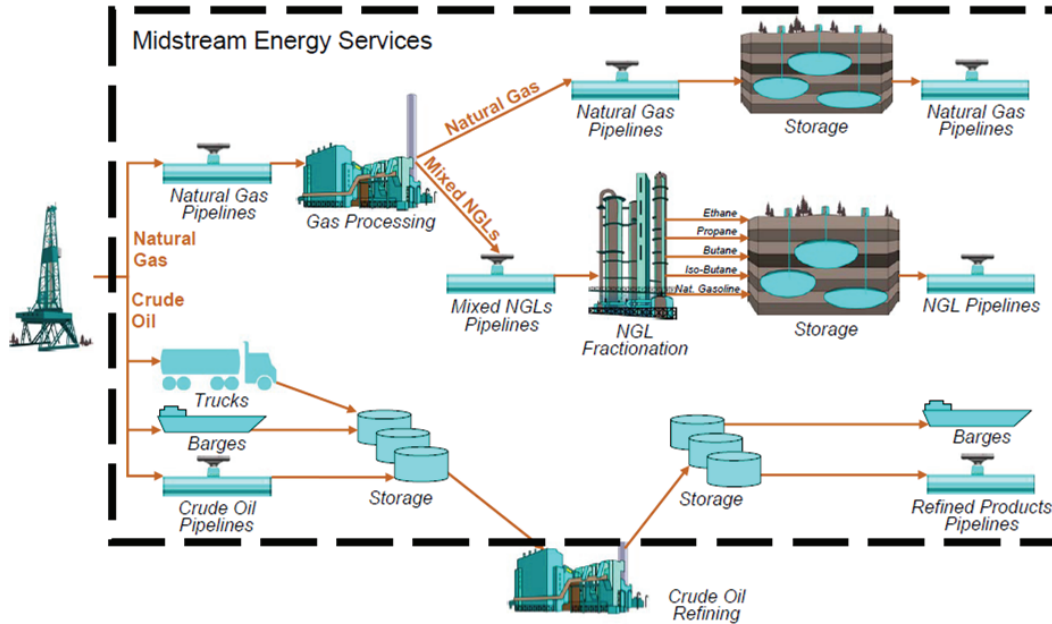 Midstream Energy Services
Natural Gas
Natural Gas
Pipelines
Storage
Natural Gas
Pipelines
Natural Gas
Pipelines
Gas Processing
Mixed NGLs
Natural
Gas
Crude
Oil
Mixed NGLs
Pipelines
NGL
Fractionation
Ethane
Propane
Butane
Iso-Butane
Nat. Gasoline
Storage
NGL Pipelines
Trucks
Barges
Crude Oil
Pipelines
Storage
Storage
Barges
Refined Products
Pipelines
Crude Oil
Refining